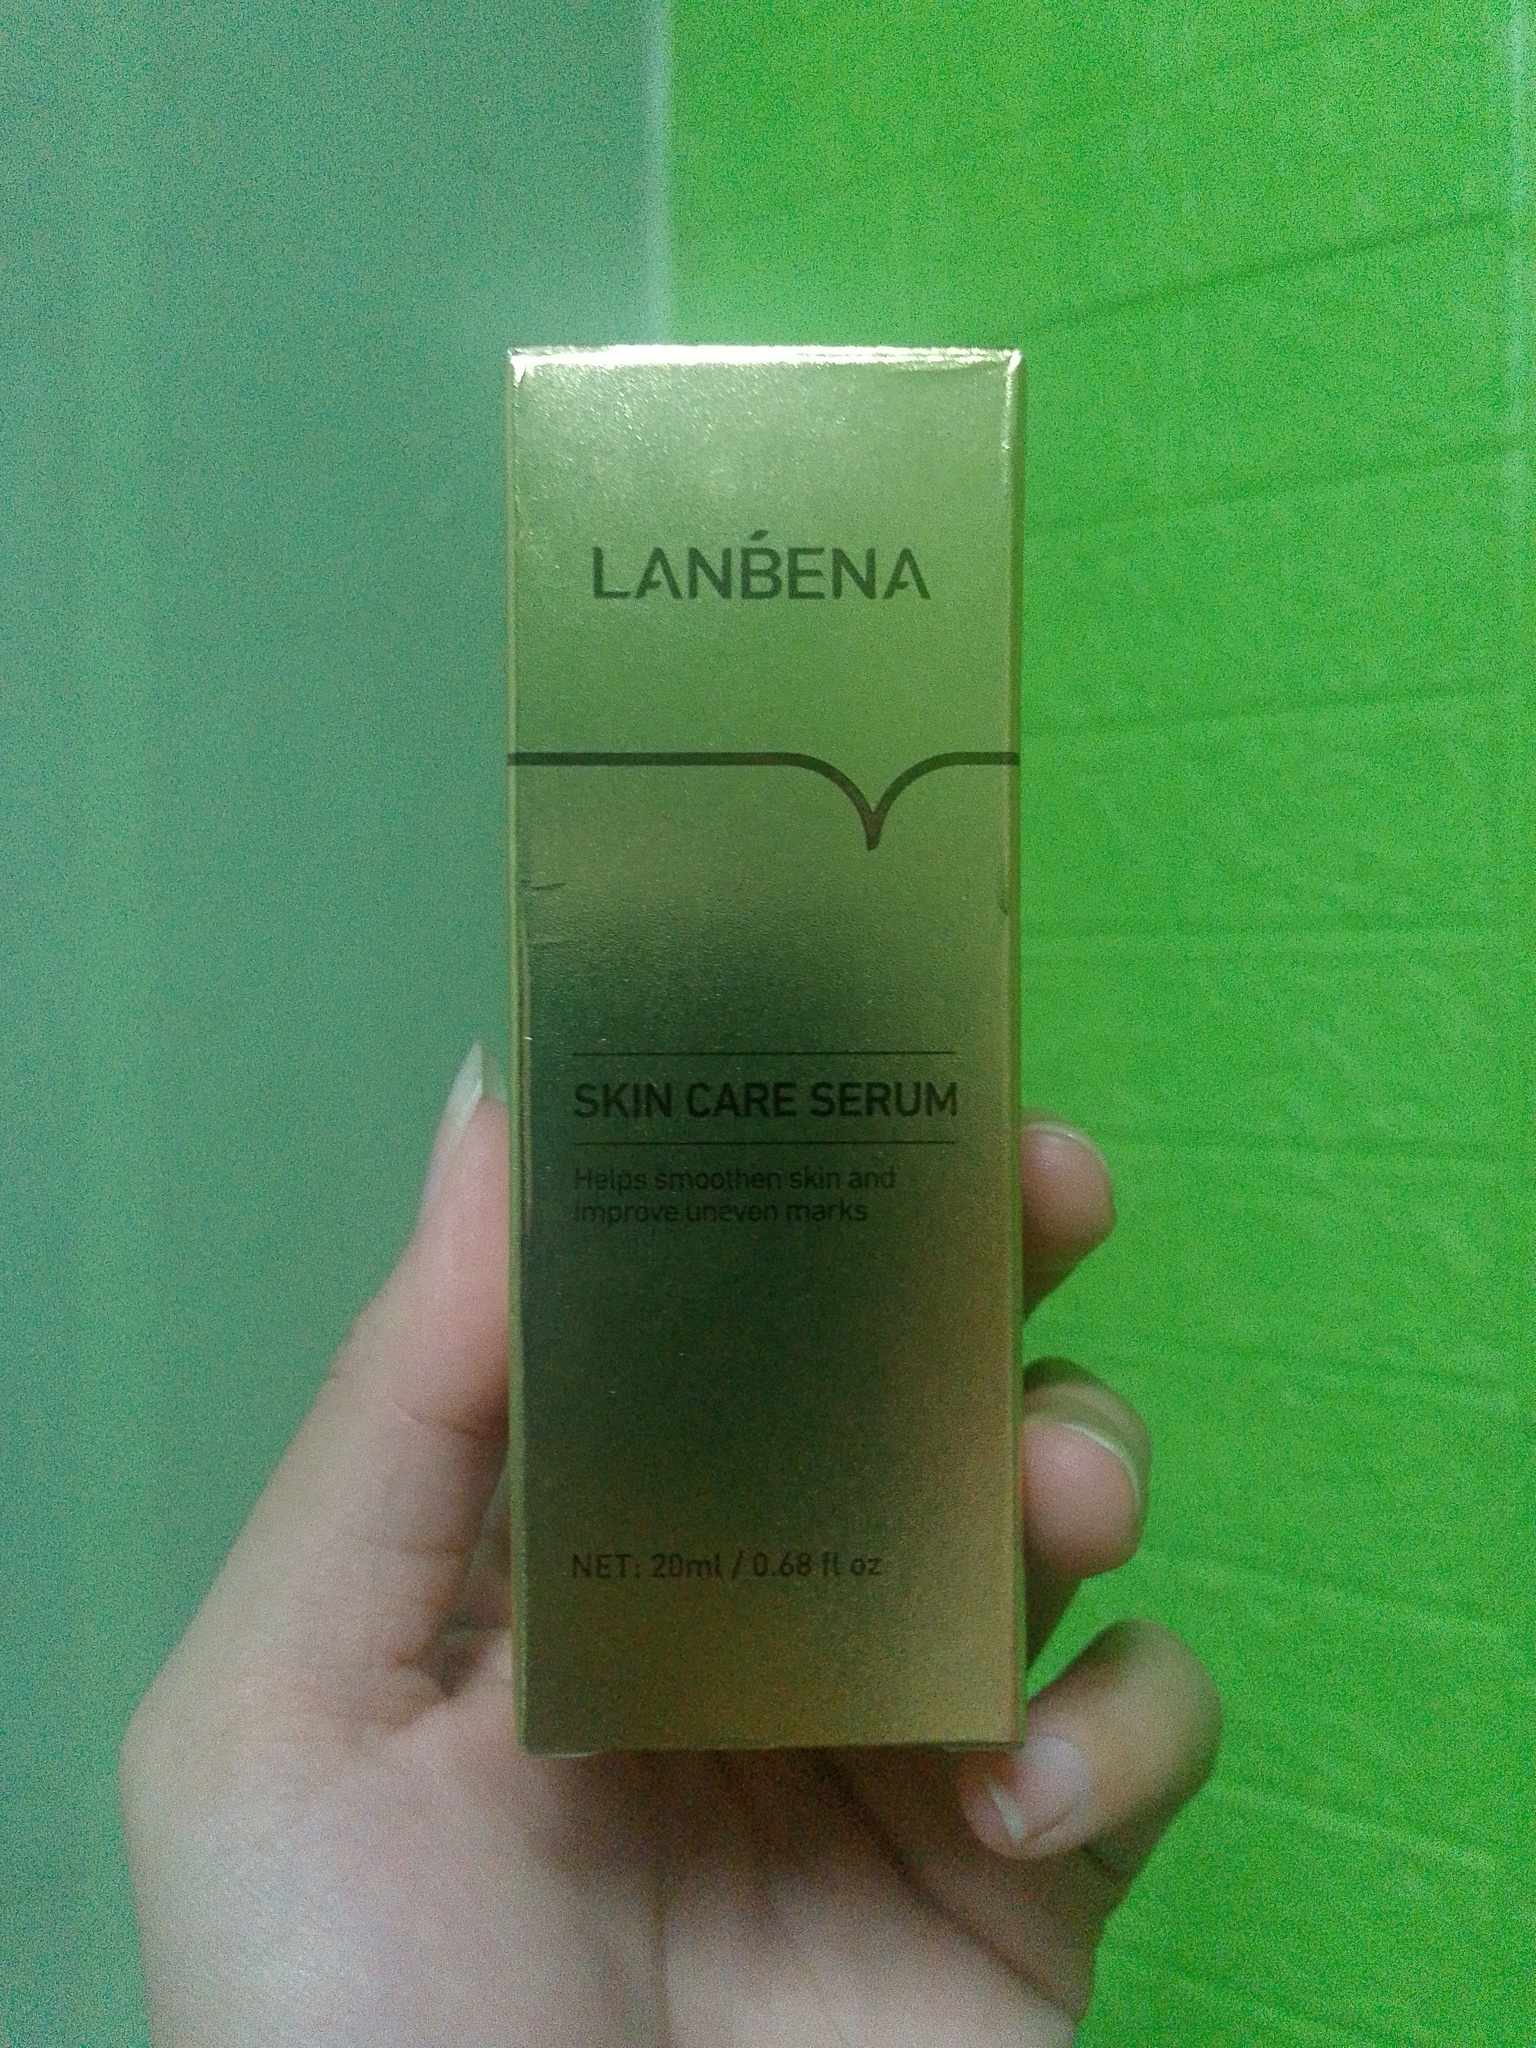 LANBENA
SKIN CARE SERUM
Helps smoothen skin and
improve uneven marks
NET: 20ml / 0.68 fl oz